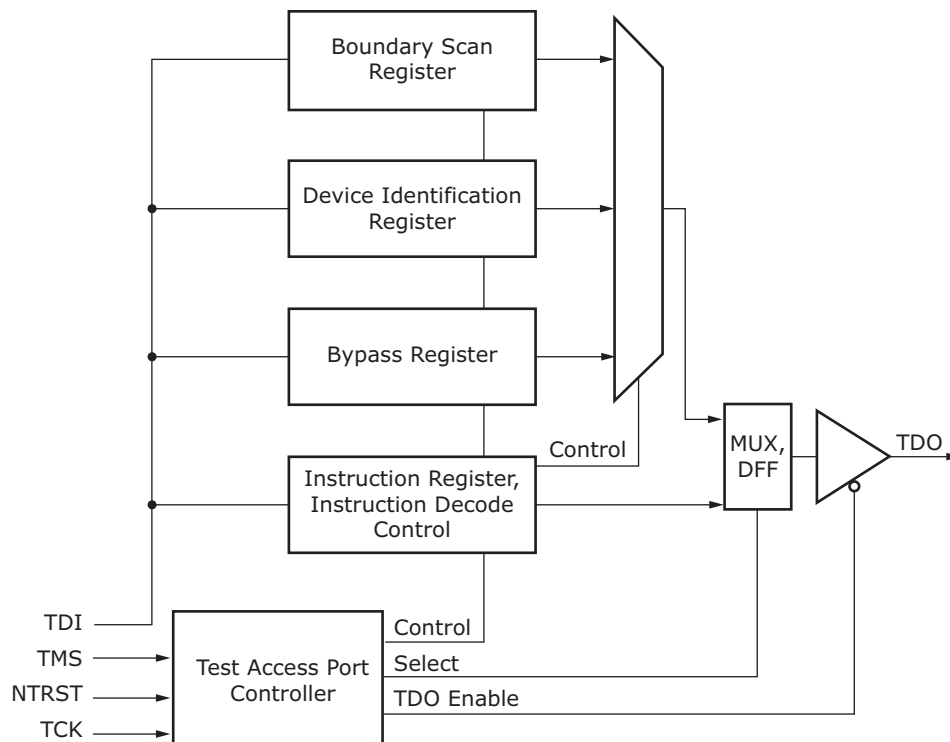 Boundary Scan
Register
Device Identification
Register
Bypass Register
Control
MUX,
DFF
TDO
Instruction Register,
Instruction Decode
Control
TDI
TMS
NTRST
TCK
Test Access Port
Controller
Control
Select
TDO Enable